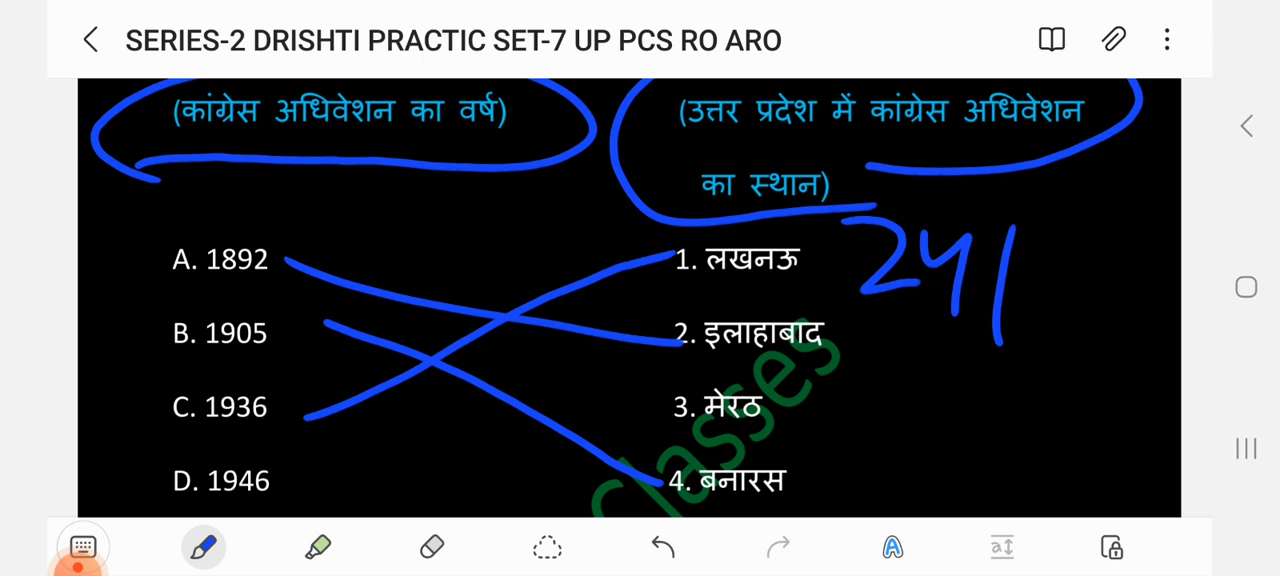 SERIES-2 DRISHTI PRACTIC SET-7 UP PCS RO ARO
(कांग्रेस अधिवेशन का वर्ष) (उत्तर प्रदेश में कांग्रेस अधिवेशन
का स्थान)
A. 1892 1. लखनऊ 241
B. 1905 2. इलाहाबाद
C. 1936 3. मेरठ
D. 1946 4. बनारस
Classes